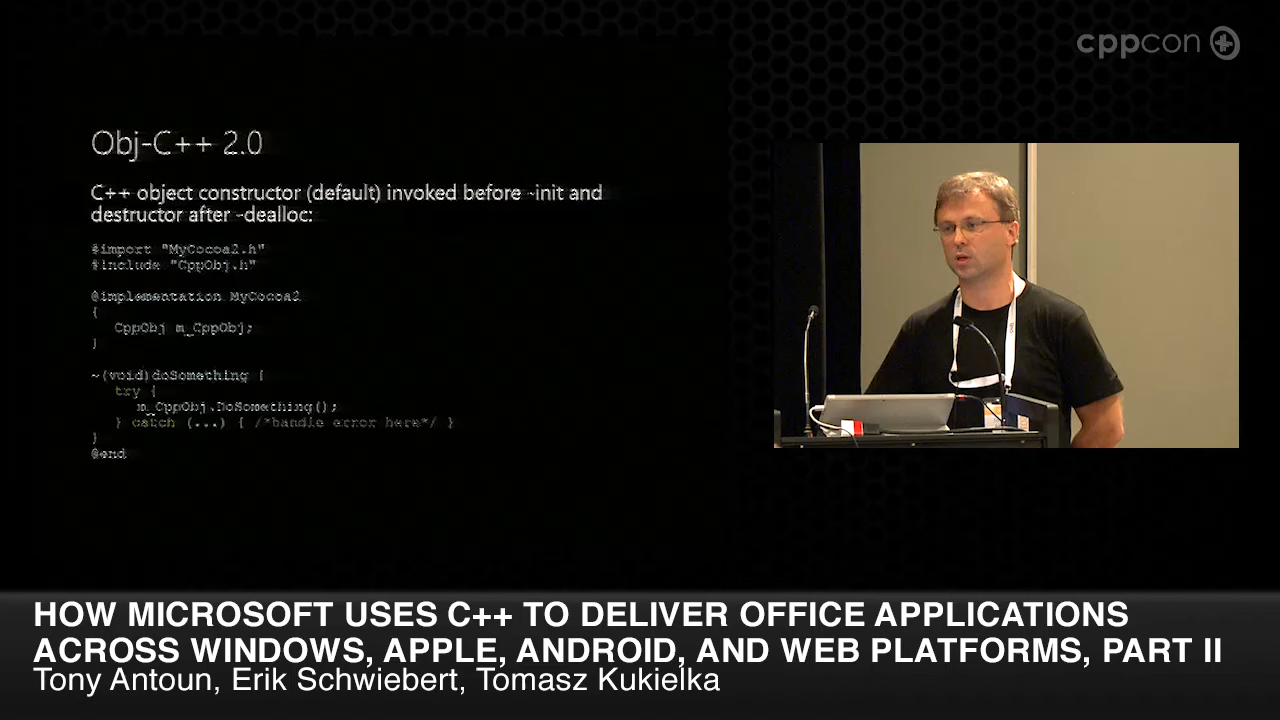 cppcon
Obj-C++ 2.0
C++ object constructor (default) invoked before -init and
destructor after -dealloc:
#import "MyCocoa2.h"
#include "CppObj.h"
@implementation MyCocoa2
{
CppObj m_CppObj;
}
-(void)doSomething {
try {
m_CppObj.DoSomething();
} catch (...) { /*handle error here*/ }
}
@end
HOW MICROSOFT USES C++ TO DELIVER OFFICE APPLICATIONS
ACROSS WINDOWS, APPLE, ANDROID, AND WEB PLATFORMS, PART II
Tony Antoun, Erik Schwiebert, Tomasz Kukielka